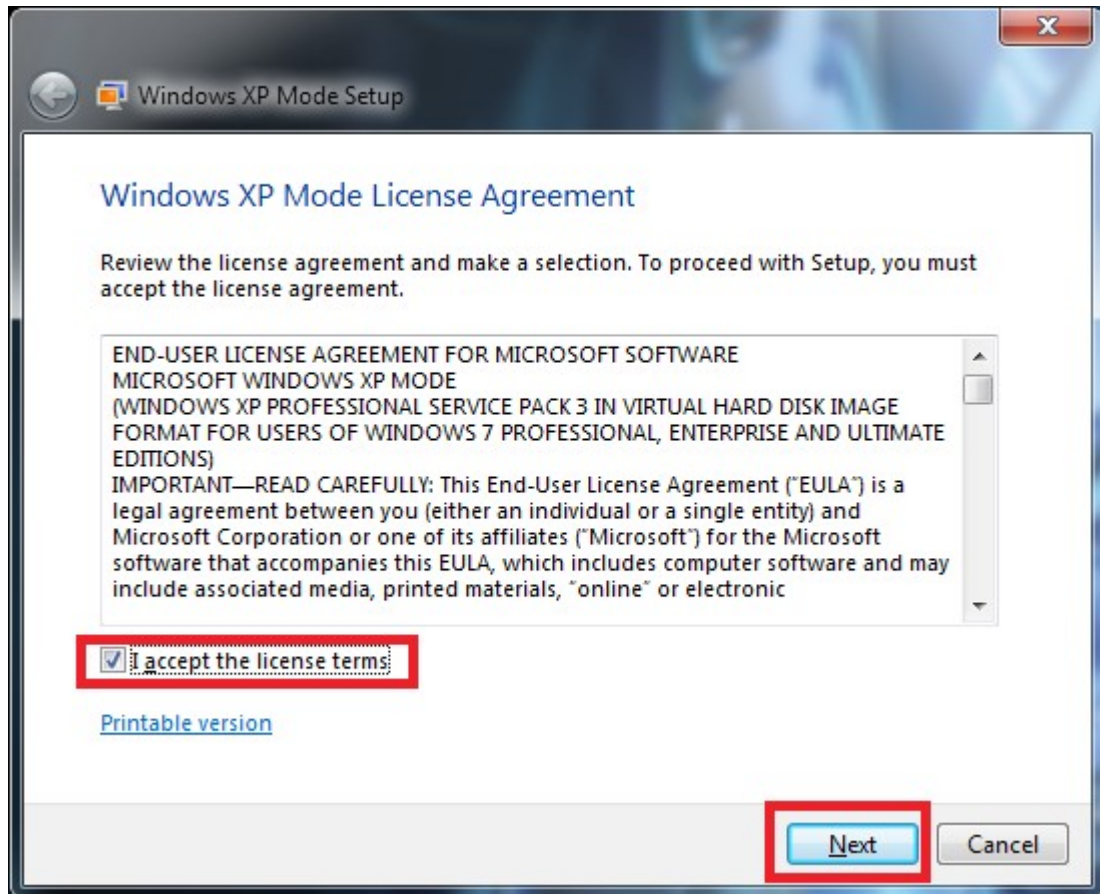 Windows XP Mode Setup
Windows XP Mode License Agreement
Review the license agreement and make a selection. To proceed with Setup, you must
accept the license agreement.
END-USER LICENSE AGREEMENT FOR MICROSOFT SOFTWARE
MICROSOFT WINDOWS XP MODE
(WINDOWS XP PROFESSIONAL SERVICE PACK 3 IN VIRTUAL HARD DISK IMAGE
FORMAT FOR USERS OF WINDOWS 7 PROFESSIONAL, ENTERPRISE AND ULTIMATE
EDITIONS)
IMPORTANT—READ CAREFULLY: This End-User License Agreement (“EULA”) is a
legal agreement between you (either an individual or a single entity) and
Microsoft Corporation or one of its affiliates (“Microsoft”) for the Microsoft
software that accompanies this EULA, which includes computer software and may
include associated media, printed materials, “online” or electronic
I accept the license terms
Printable version
Next
Cancel